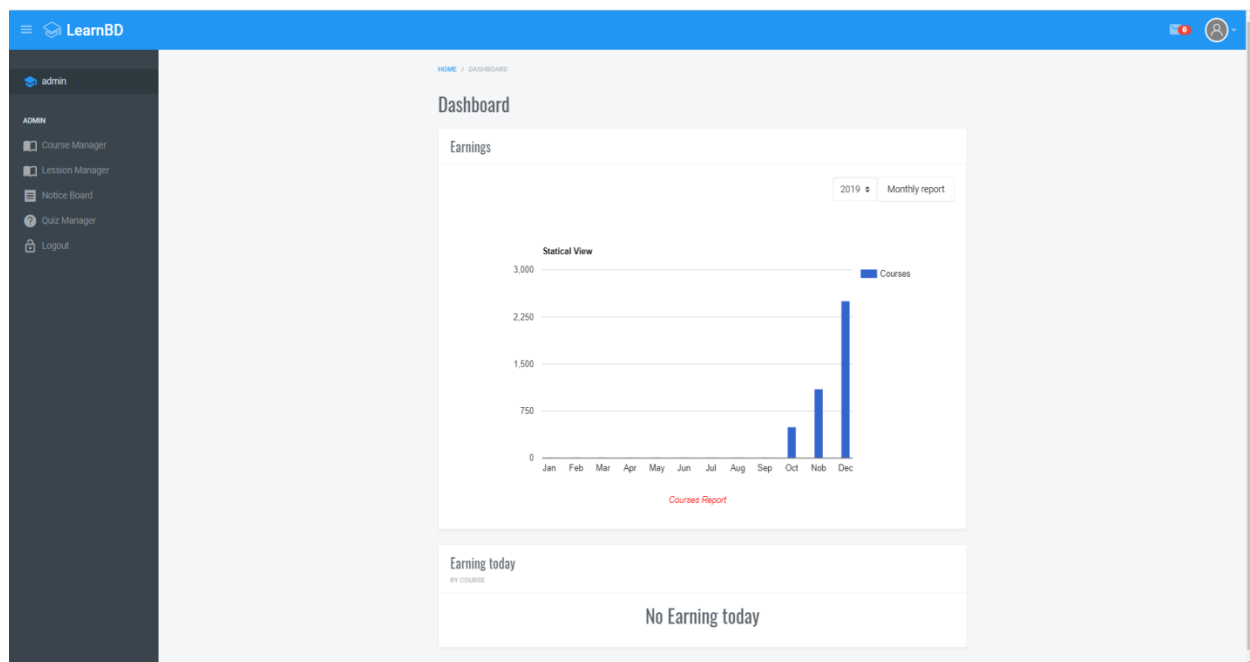 LearnBD
0
admin
ADMIN
Course Manager
Lession Manager
Notice Board
Quiz Manager
Logout
HOME / DASHBOARD
Dashboard
Earnings
2019 Monthly report
Statical View
3,000
Courses
2,250
1,500
750
0
Jan Feb Mar Apr May Jun Jul Aug Sep Oct Nob Dec
Courses Report
Earning today
BY COURSE
No Earning today